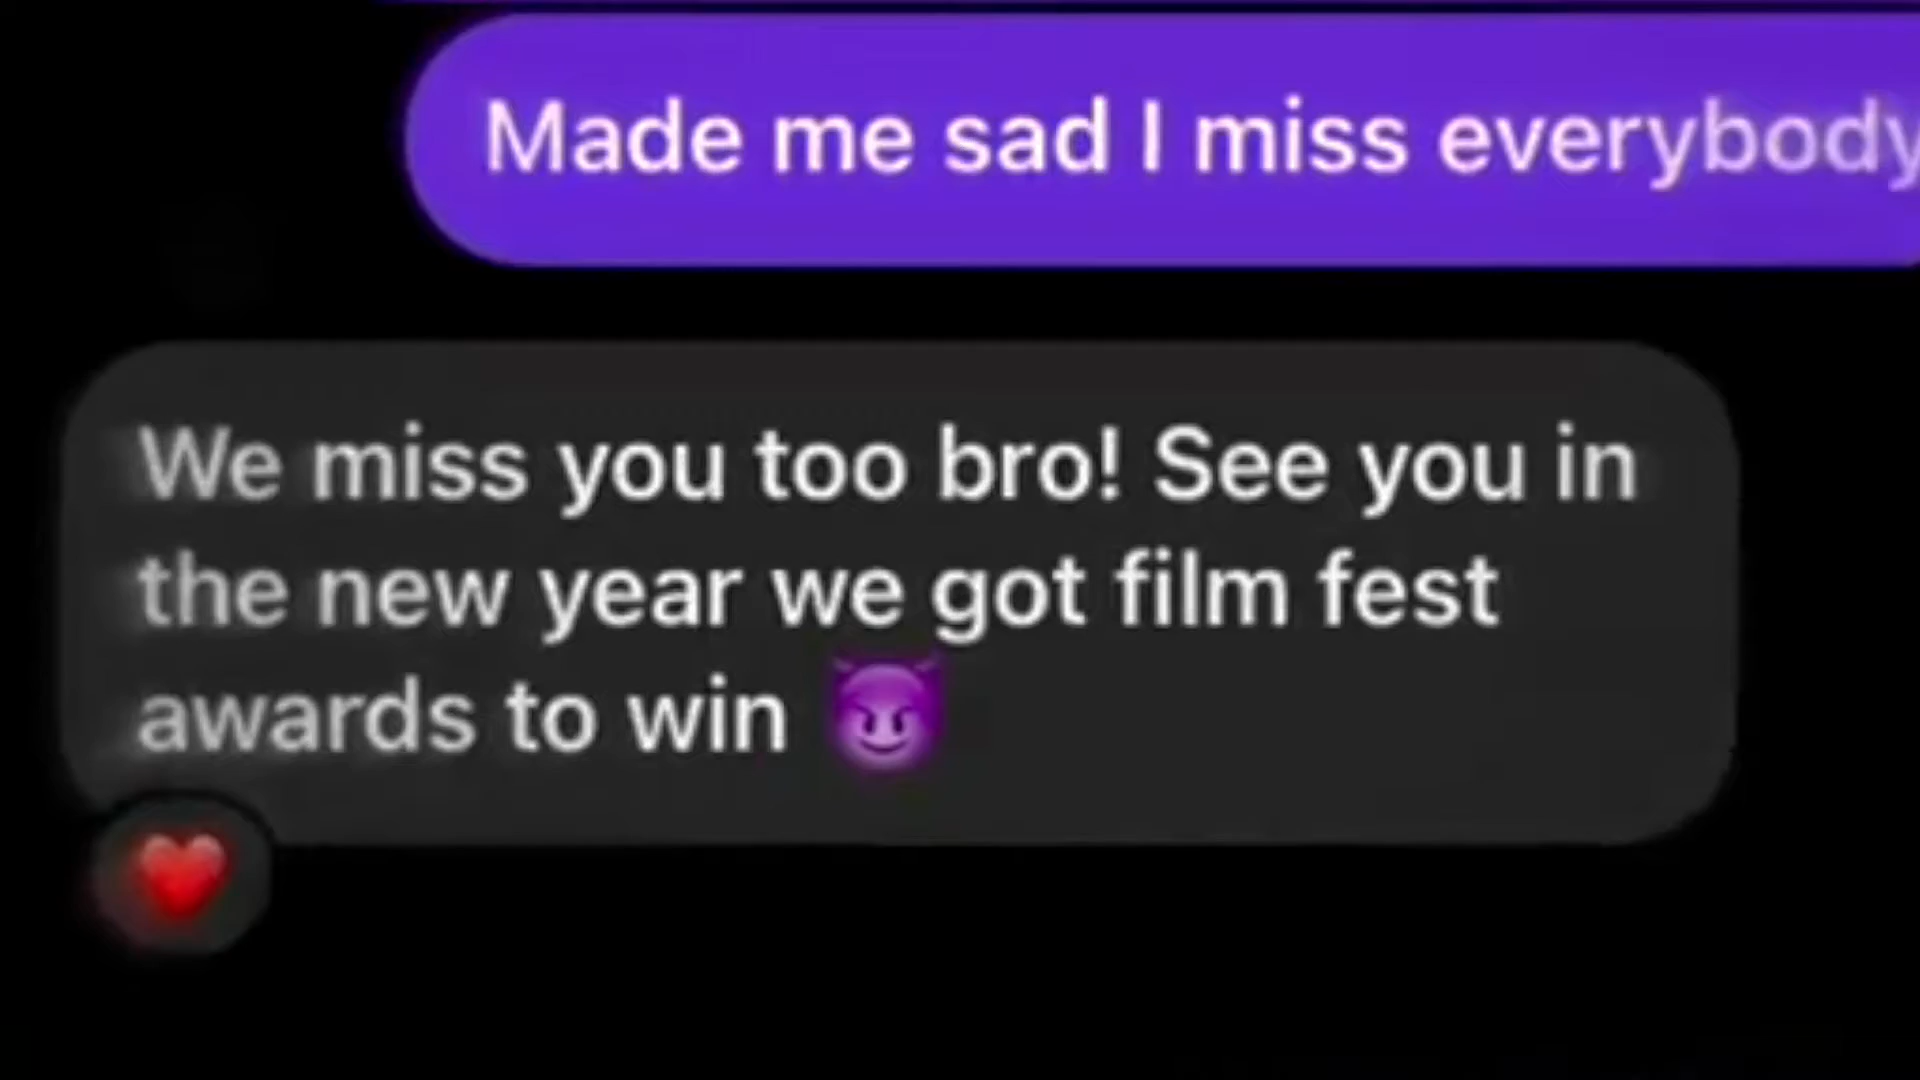 Made me sad I miss everybody
We miss you too bro! See you in
the new year we got film fest
awards to win 😈
❤️